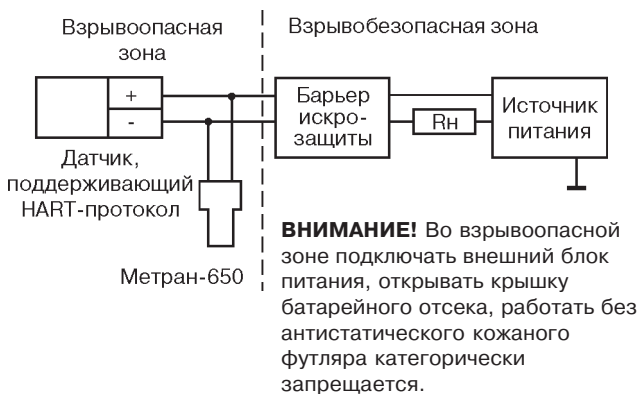 Взрывоопасная
зона
Взрывобезопасная зона
+
-
Датчик,
поддерживающий
HART-протокол
Метран-650
Барьер
искро-
защиты
Rн
Источник
питания
ВНИМАНИЕ! Во взрывоопасной
зоне подключать внешний блок
питания, открывать крышку
батарейного отсека, работать без
антистатического кожаного
футляра категорически
запрещается.